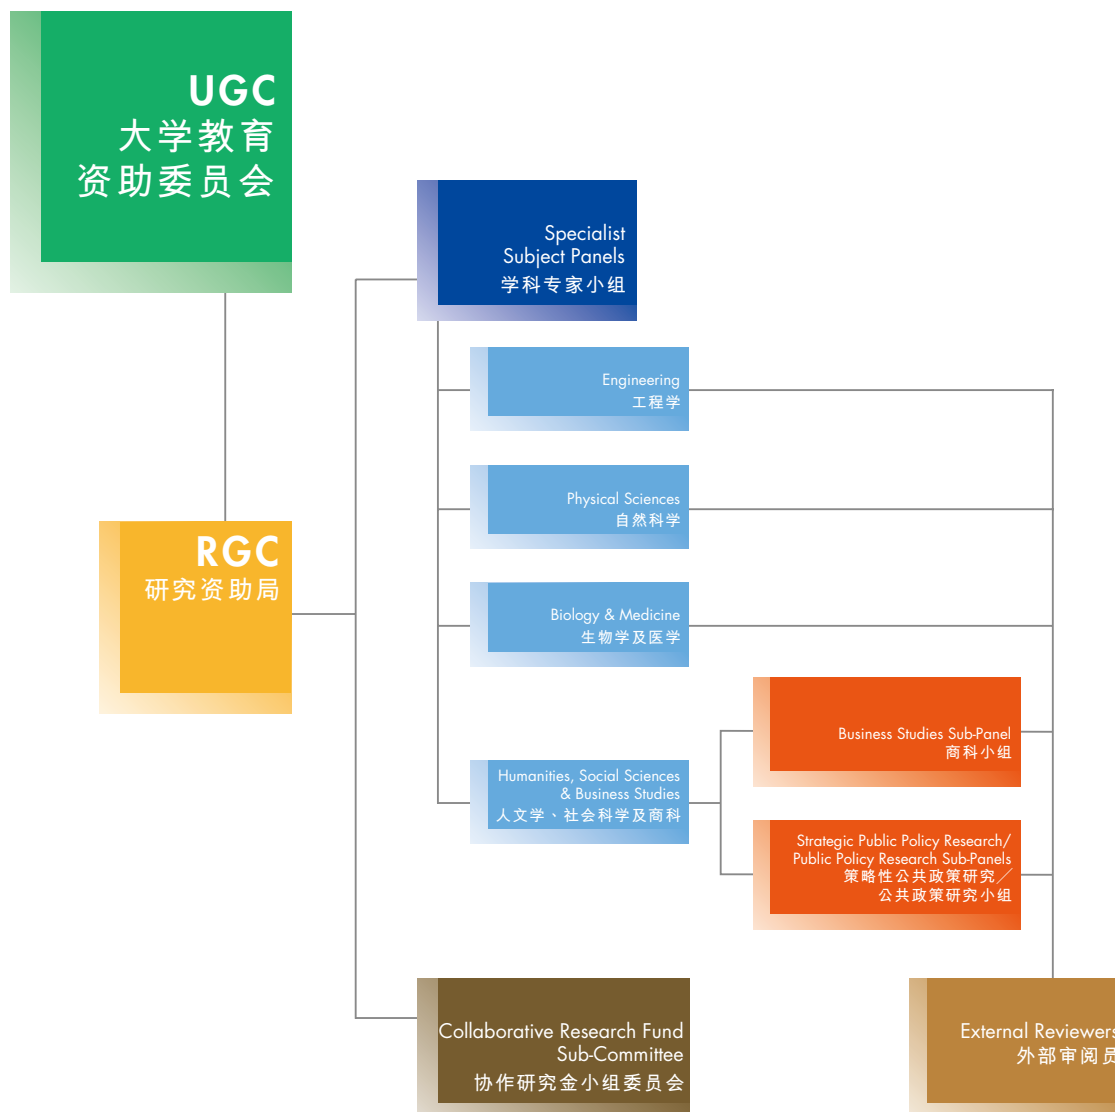 UGC
大学教育
资助委员会
Specialist
Subject Panels
学科专家小组
Engineering
工程学
Physical Sciences
自然科学
RGC
研究资助局
Biology & Medicine
生物学及医学
Business Studies Sub-Panel
商科小组
Humanities, Social Sciences
& Business Studies
人文学、社会科学及商科
Strategic Public Policy Research/
Public Policy Research Sub-Panels
策略性公共政策研究／
公共政策研究小组
Collaborative Research Fund
Sub-Committee
协作研究金小组委员会
External Reviewers
外部审阅员